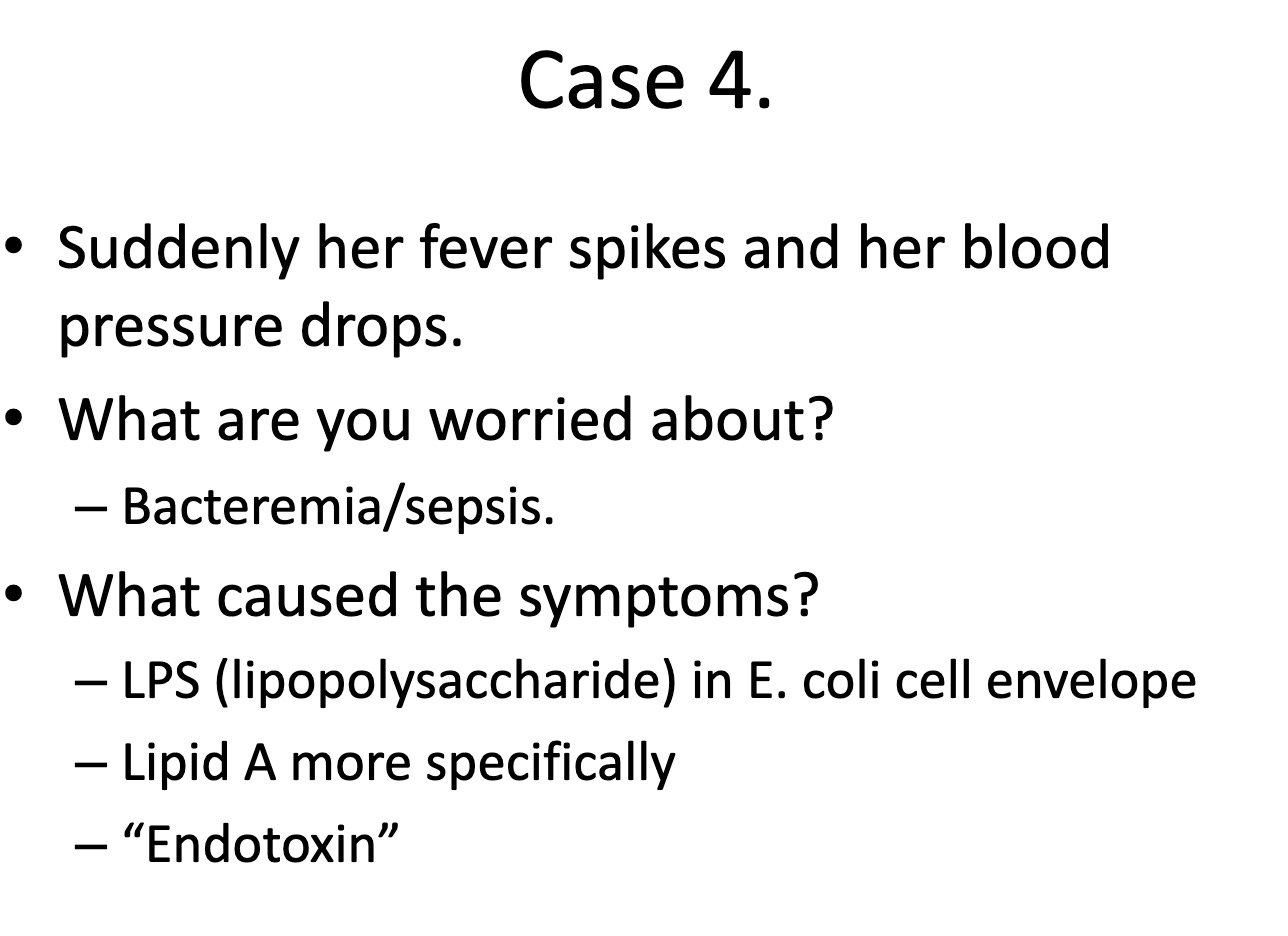 Case 4.
• Suddenly her fever spikes and her blood
pressure drops.
• What are you worried about?
– Bacteremia/sepsis.
• What caused the symptoms?
– LPS (lipopolysaccharide) in E. coli cell envelope
– Lipid A more specifically
– “Endotoxin”